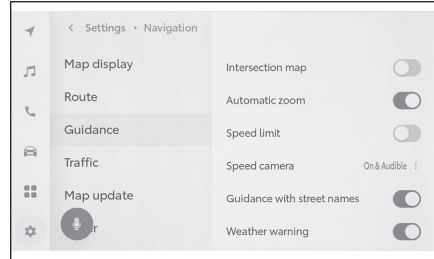 < Settings • Navigation
Map display
Route
Guidance
Traffic
Map update
Intersection map
Automatic zoom
Speed limit
Speed camera On & Audible
Guidance with street names
Weather warning